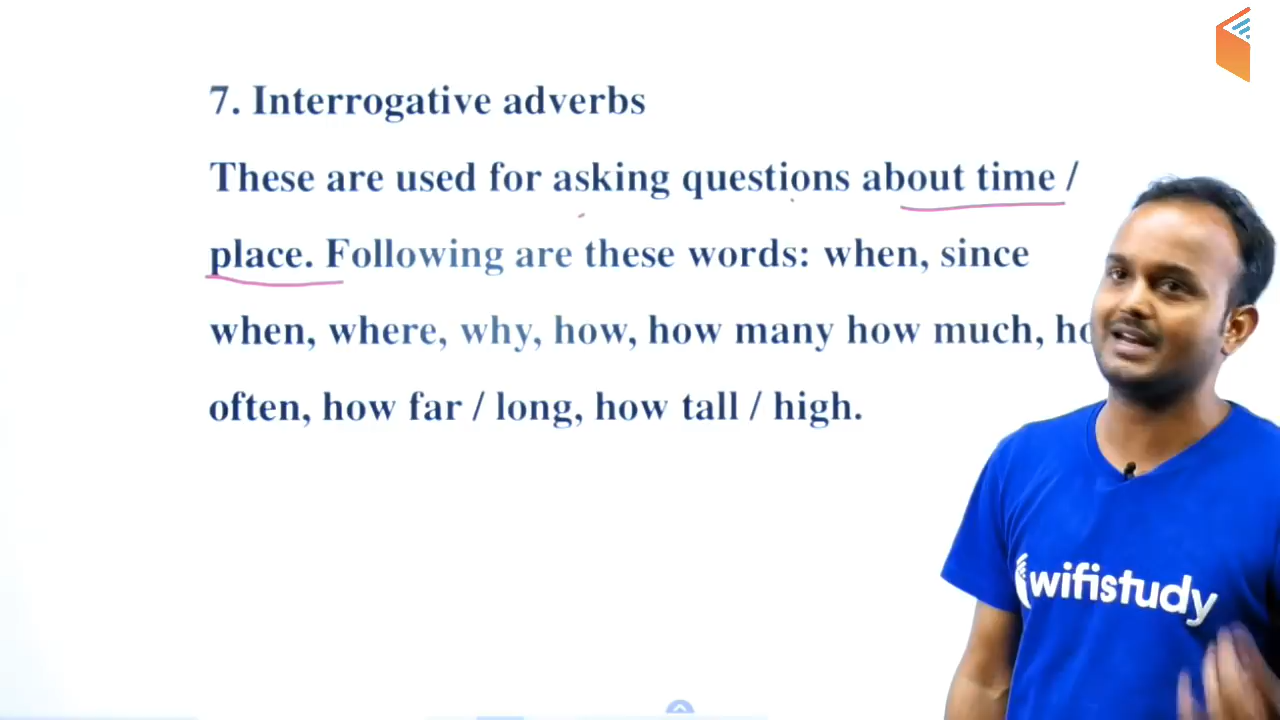 7. Interrogative adverbs
These are used for asking questions about time /
place. Following are these words: when, since
when, where, why, how, how many how much,
often, how far / long, how tall / high.
wifistudy